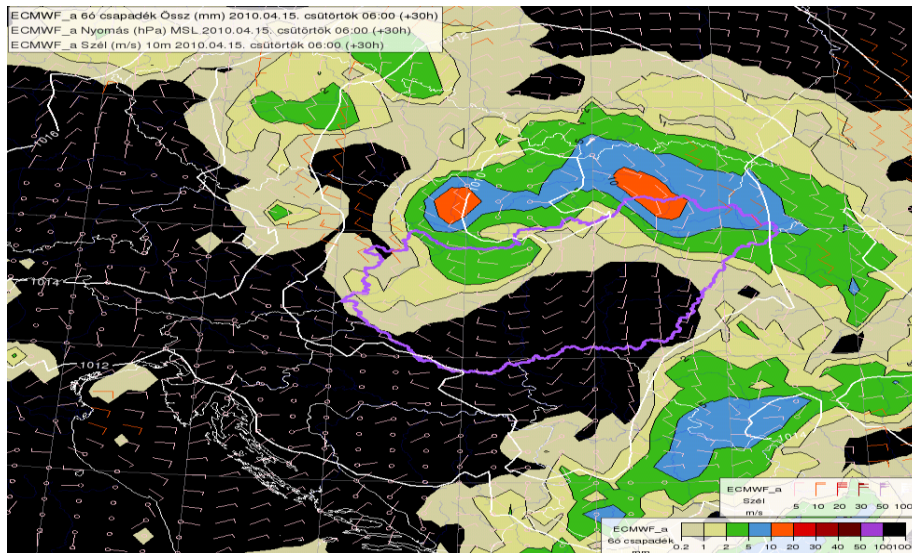 ECMWF_a 6ó csapadék Össz (mm) 2010.04.15. csütörtök 06:00 (+30h)
ECMWF_a Nyomás (hPa) MSL 2010.04.15. csütörtök 06:00 (+30h)
ECMWF_a Szél (m/s) 10m 2010.04.15. csütörtök 06:00 (+30h)
1016
1010
1014
1012
1014
ECMWF_a
Szél
m/s 5 10 20 30 50 100
ECMWF_a
6ó csapadék
mm 0.2 1 2 5 10 20 30 40 50 100